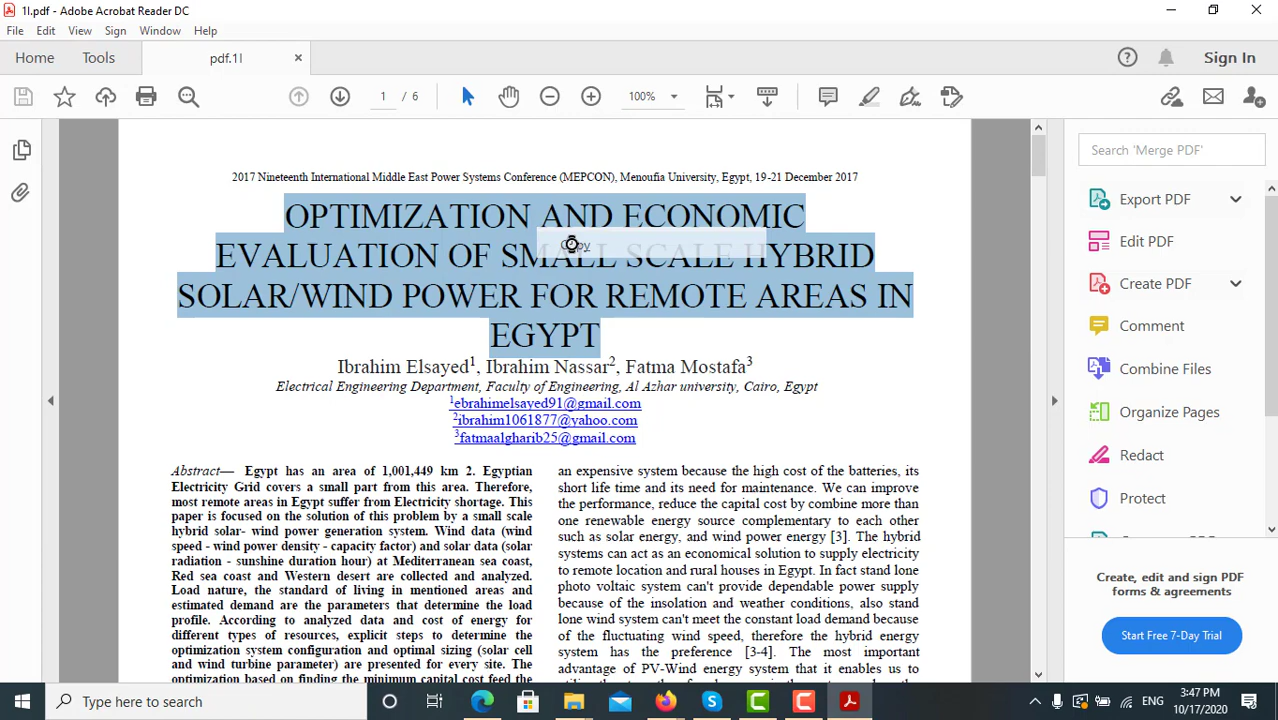 1l.pdf - Adobe Acrobat Reader DC
File Edit View Sign Window Help
Home Tools pdf.1l Sign In
1 / 6 100%
Search 'Merge PDF'
2017 Nineteenth International Middle East Power Systems Conference (MEPCON), Menoufia University, Egypt, 19-21 December 2017
OPTIMIZATION AND ECONOMIC
EVALUATION OF SMALL SCALE HYBRID
SOLAR/WIND POWER FOR REMOTE AREAS IN
EGYPT
Copy
Ibrahim Elsayed1, Ibrahim Nassar2, Fatma Mostafa3
Electrical Engineering Department, Faculty of Engineering, Al Azhar university, Cairo, Egypt
1ebrahimelsayed91@gmail.com
2ibrahim1061877@yahoo.com
3fatmaalgharib25@gmail.com
Abstract— Egypt has an area of 1,001,449 km 2. Egyptian
Electricity Grid covers a small part from this area. Therefore,
most remote areas in Egypt suffer from Electricity shortage. This
paper is focused on the solution of this problem by a small scale
hybrid solar- wind power generation system. Wind data (wind
speed - wind power density - capacity factor) and solar data (solar
radiation - sunshine duration hour) at Mediterranean sea coast,
Red sea coast and Western desert are collected and analyzed.
Load nature, the standard of living in mentioned areas and
estimated demand are the parameters that determine the load
profile. According to analyzed data and cost of energy for
different types of resources, explicit steps to determine the
optimization system configuration and optimal sizing (solar cell
and wind turbine parameter) are presented for every site. The
optimization based on finding the minimum capital cost feed the
an expensive system because the high cost of the batteries, its
short life time and its need for maintenance. We can improve
the performance, reduce the capital cost by combine more than
one renewable energy source complementary to each other
such as solar energy, and wind power energy [3]. The hybrid
systems can act as an economical solution to supply electricity
to remote location and rural houses in Egypt. In fact stand lone
photo voltaic system can't provide dependable power supply
because of the insolation and weather conditions, also stand
lone wind system can't meet the constant load demand because
of the fluctuating wind speed, therefore the hybrid energy
system has the preference [3-4]. The most important
advantage of PV-Wind energy system that it enables us to
Export PDF
Edit PDF
Create PDF
Comment
Combine Files
Organize Pages
Redact
Protect
Create, edit and sign PDF
forms & agreements
Start Free 7-Day Trial
Type here to search
ENG
3:47 PM
10/17/2020